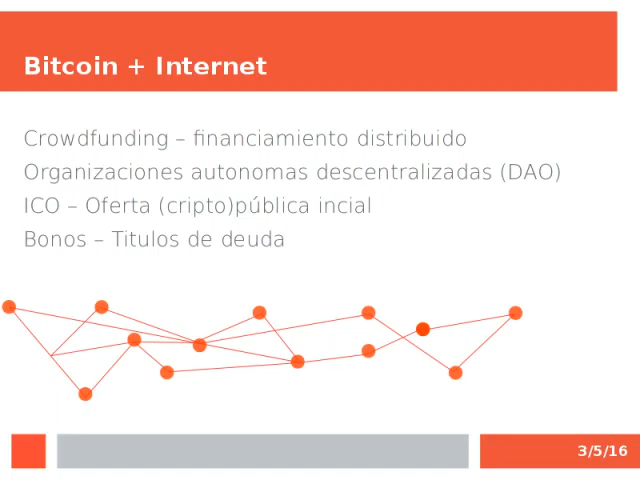 Bitcoin + Internet
Crowdfunding – financiamiento distribuido
Organizaciones autonomas descentralizadas (DAO)
ICO – Oferta (cripto)pública incial
Bonos – Titulos de deuda
3/5/16